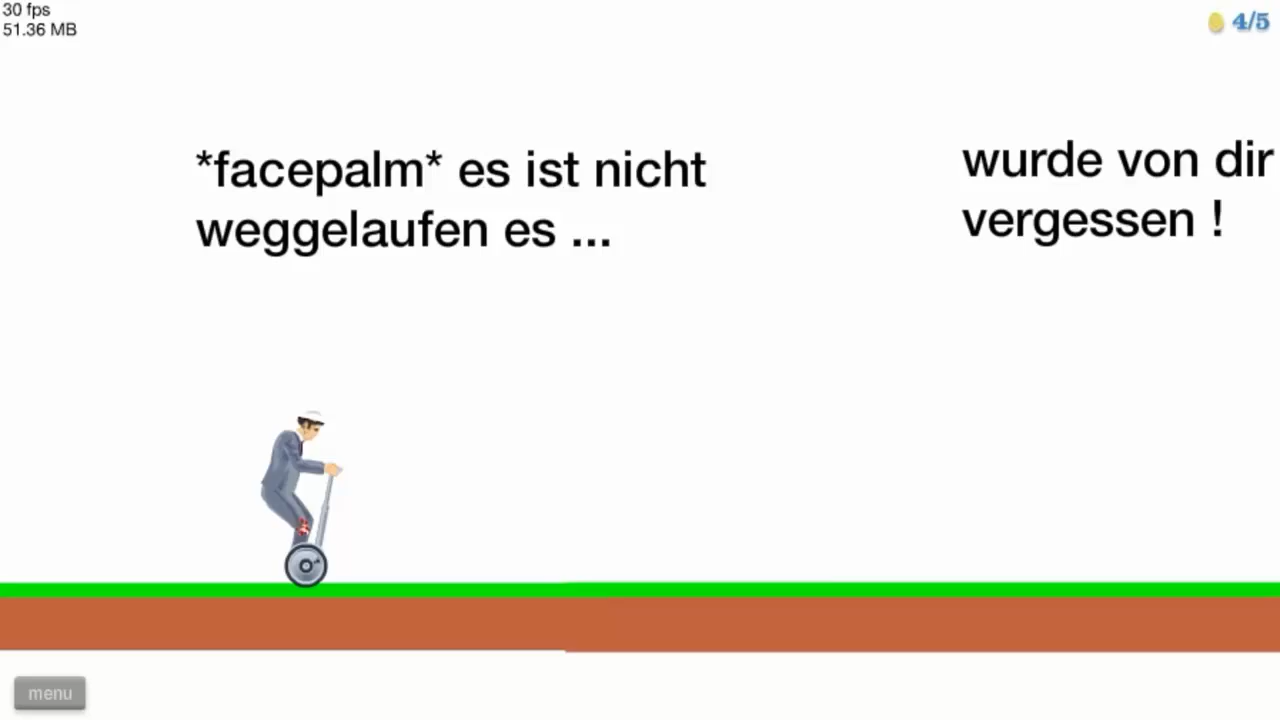 30 fps
51.36 MB
4/5
*facepalm* es ist nicht
weggelaufen es ...
wurde von dir
vergessen !
menu